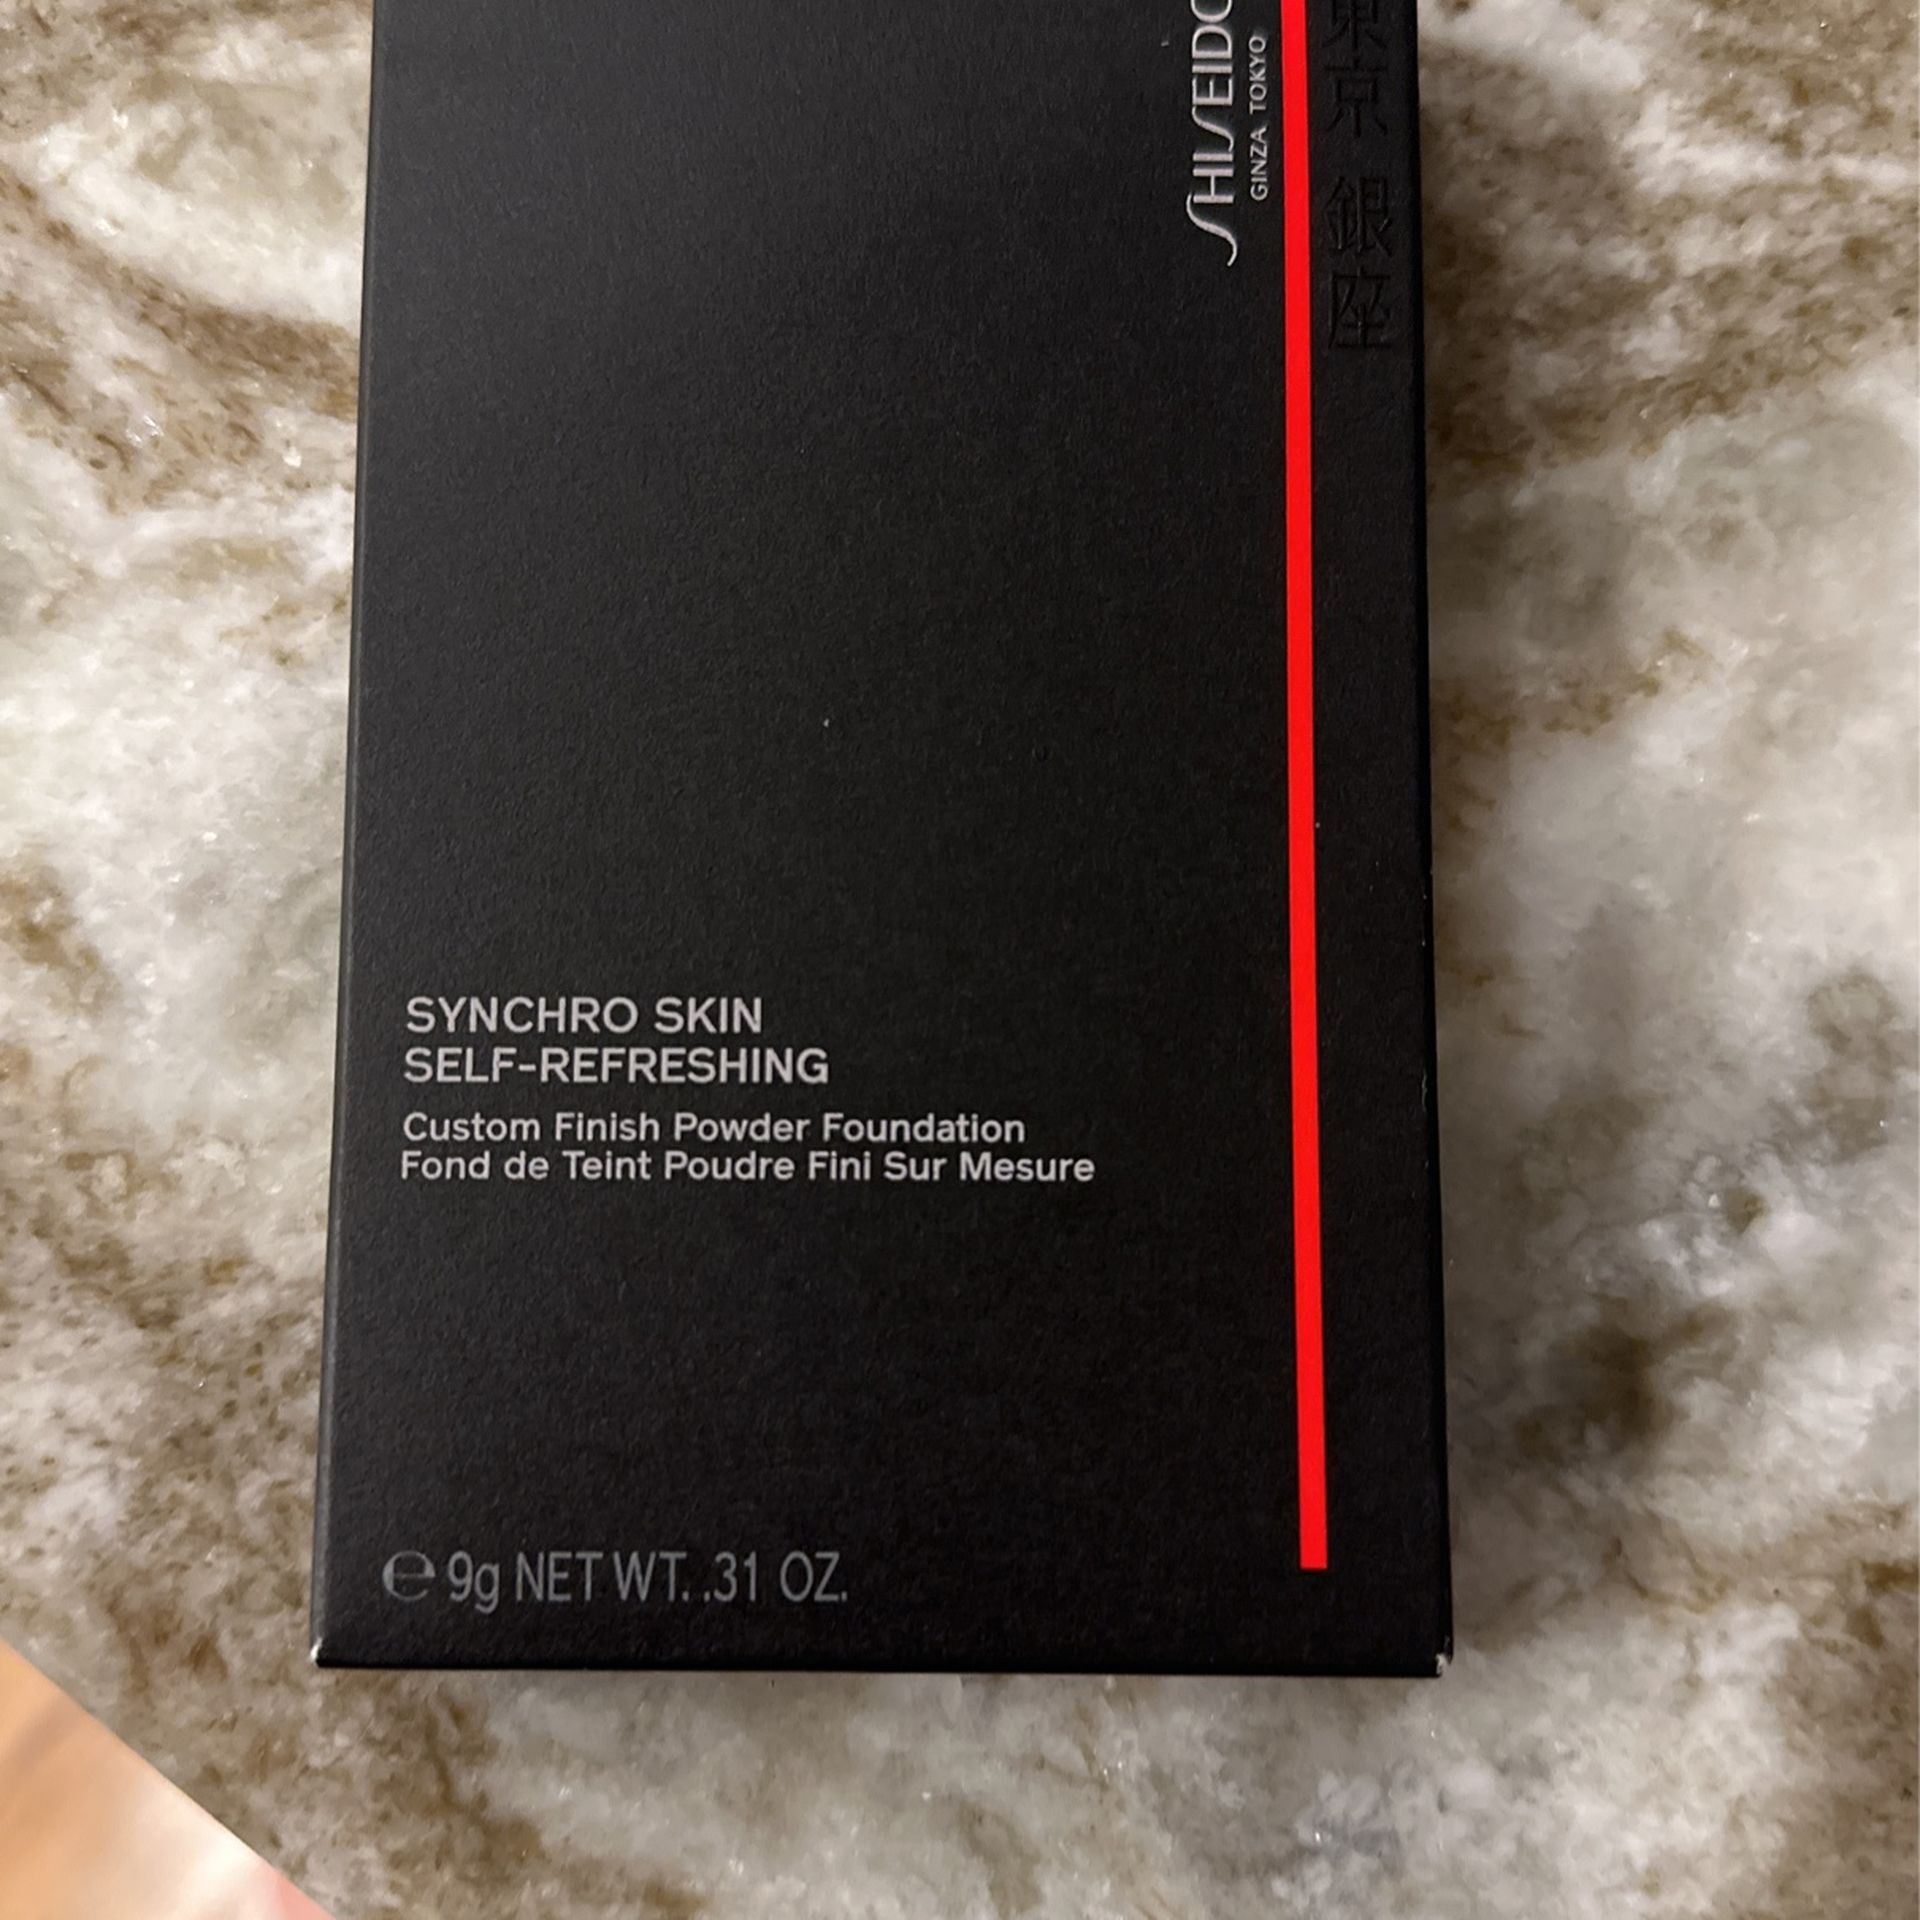 SHISEIDO
GINZA TOKYO
東京 銀座
SYNCHRO SKIN
SELF-REFRESHING
Custom Finish Powder Foundation
Fond de Teint Poudre Fini Sur Mesure
℮ 9g NET WT. .31 OZ.